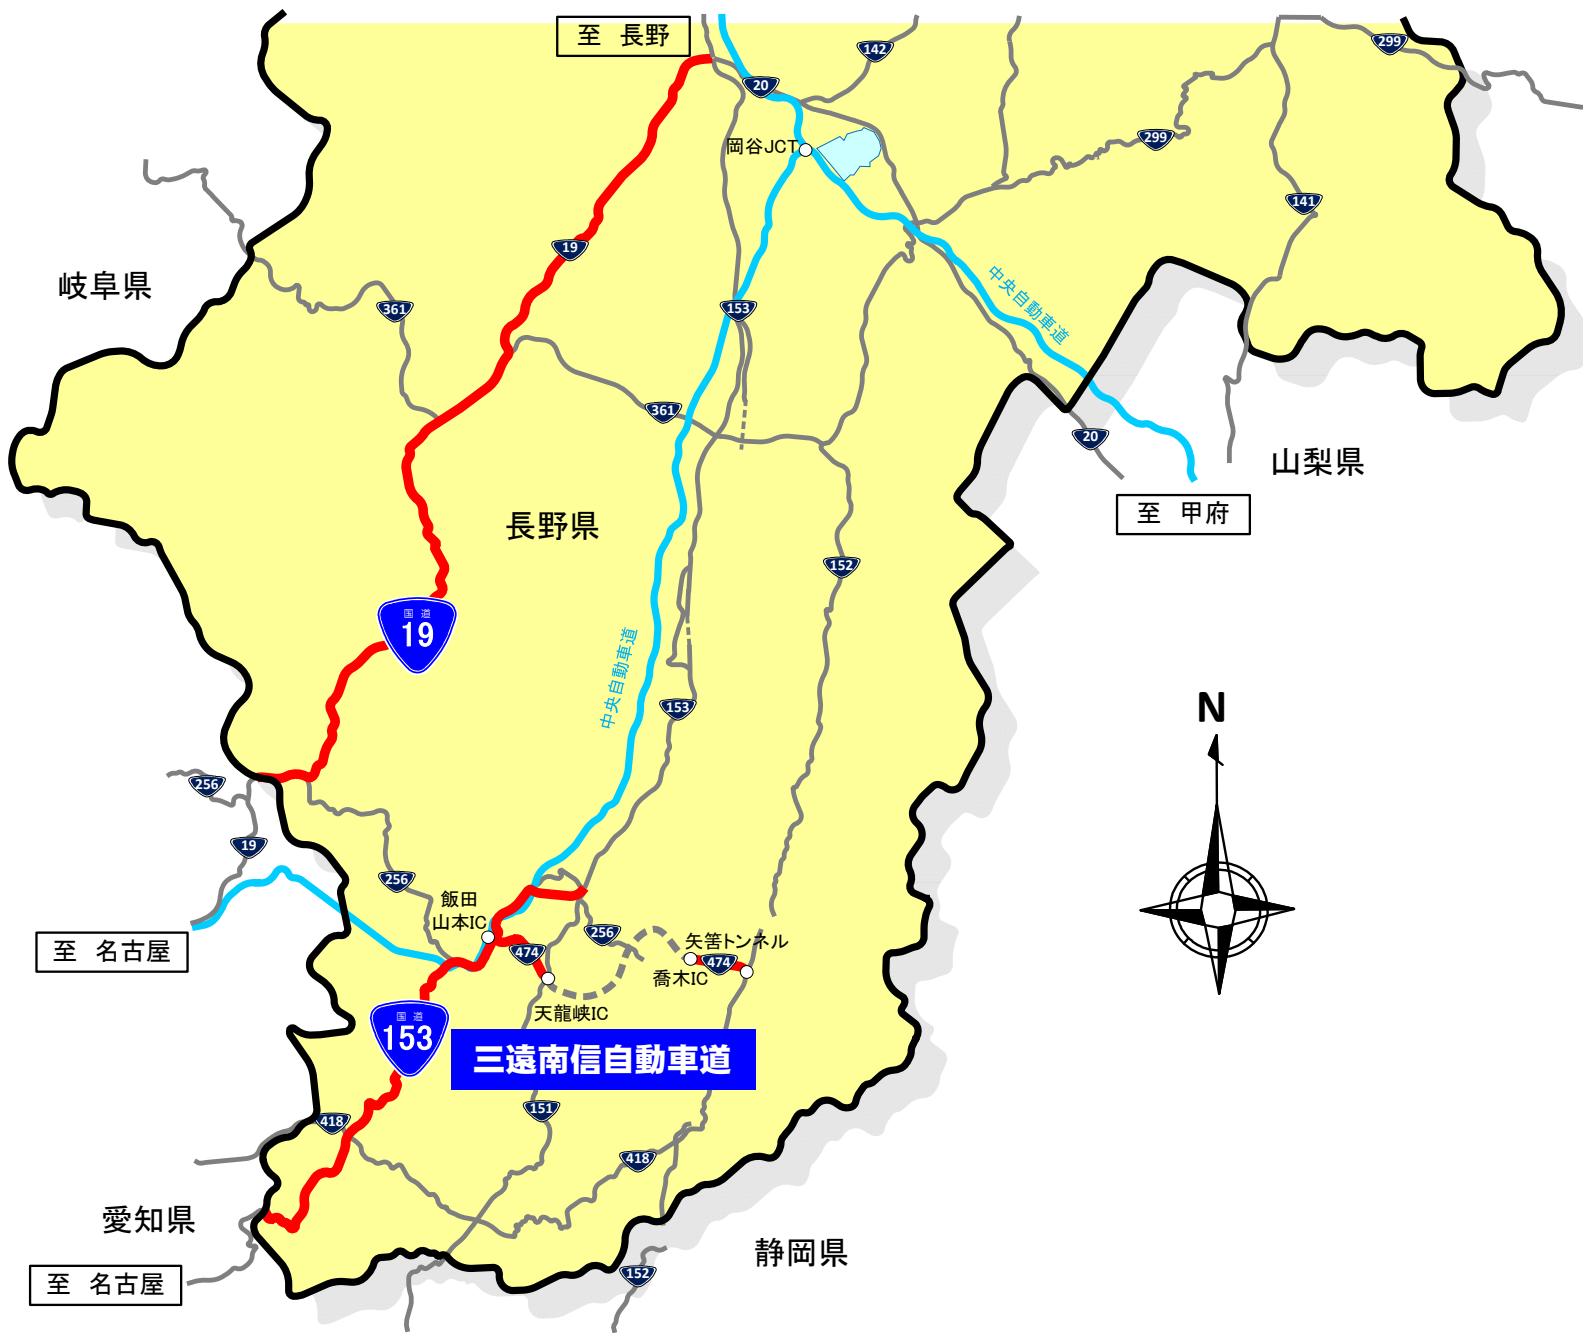 至 長野
142
299
20
岡谷JCT
299
141
19
岐阜県
中央自動車道
361
153
361
20
山梨県
至 甲府
長野県
152
国道
19
中央自動車道
153
N
256
19
256
飯田
山本IC
至 名古屋
256
474
矢筈トンネル
474
喬木IC
天龍峡IC
国道
153
三遠南信自動車道
151
418
418
愛知県
静岡県
至 名古屋
152